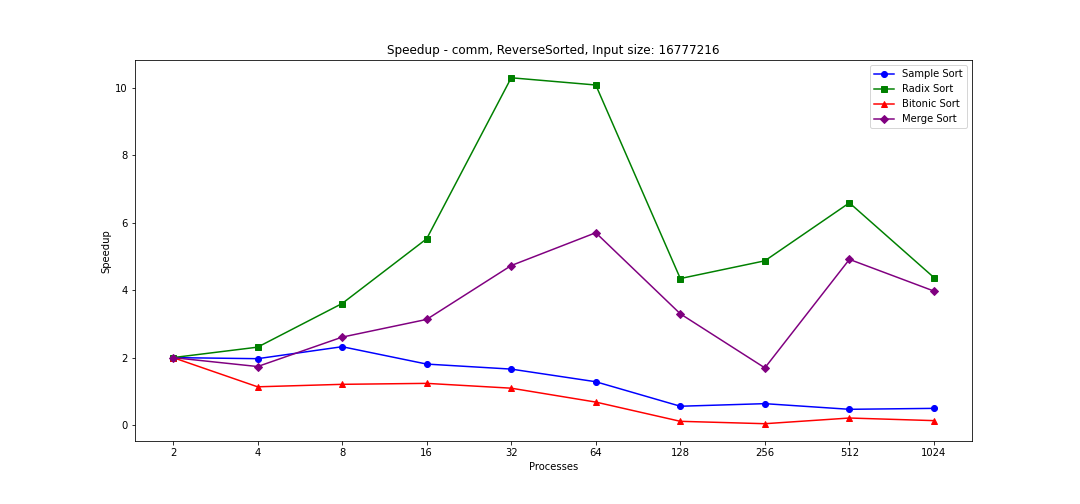 Speedup - comm, ReverseSorted, Input size: 16777216
Sample Sort
Radix Sort
Bitonic Sort
Merge Sort
Speedup
10
8
6
4
2
0
2 4 8 16 32 64 128 256 512 1024
Processes